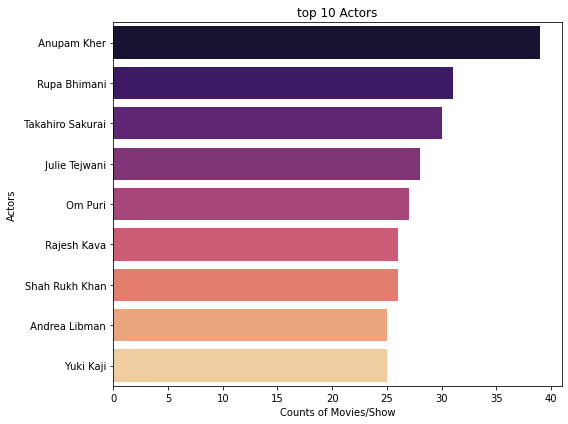 top 10 Actors
Actors
Anupam Kher
Rupa Bhimani
Takahiro Sakurai
Julie Tejwani
Om Puri
Rajesh Kava
Shah Rukh Khan
Andrea Libman
Yuki Kaji
0 5 10 15 20 25 30 35 40
Counts of Movies/Show